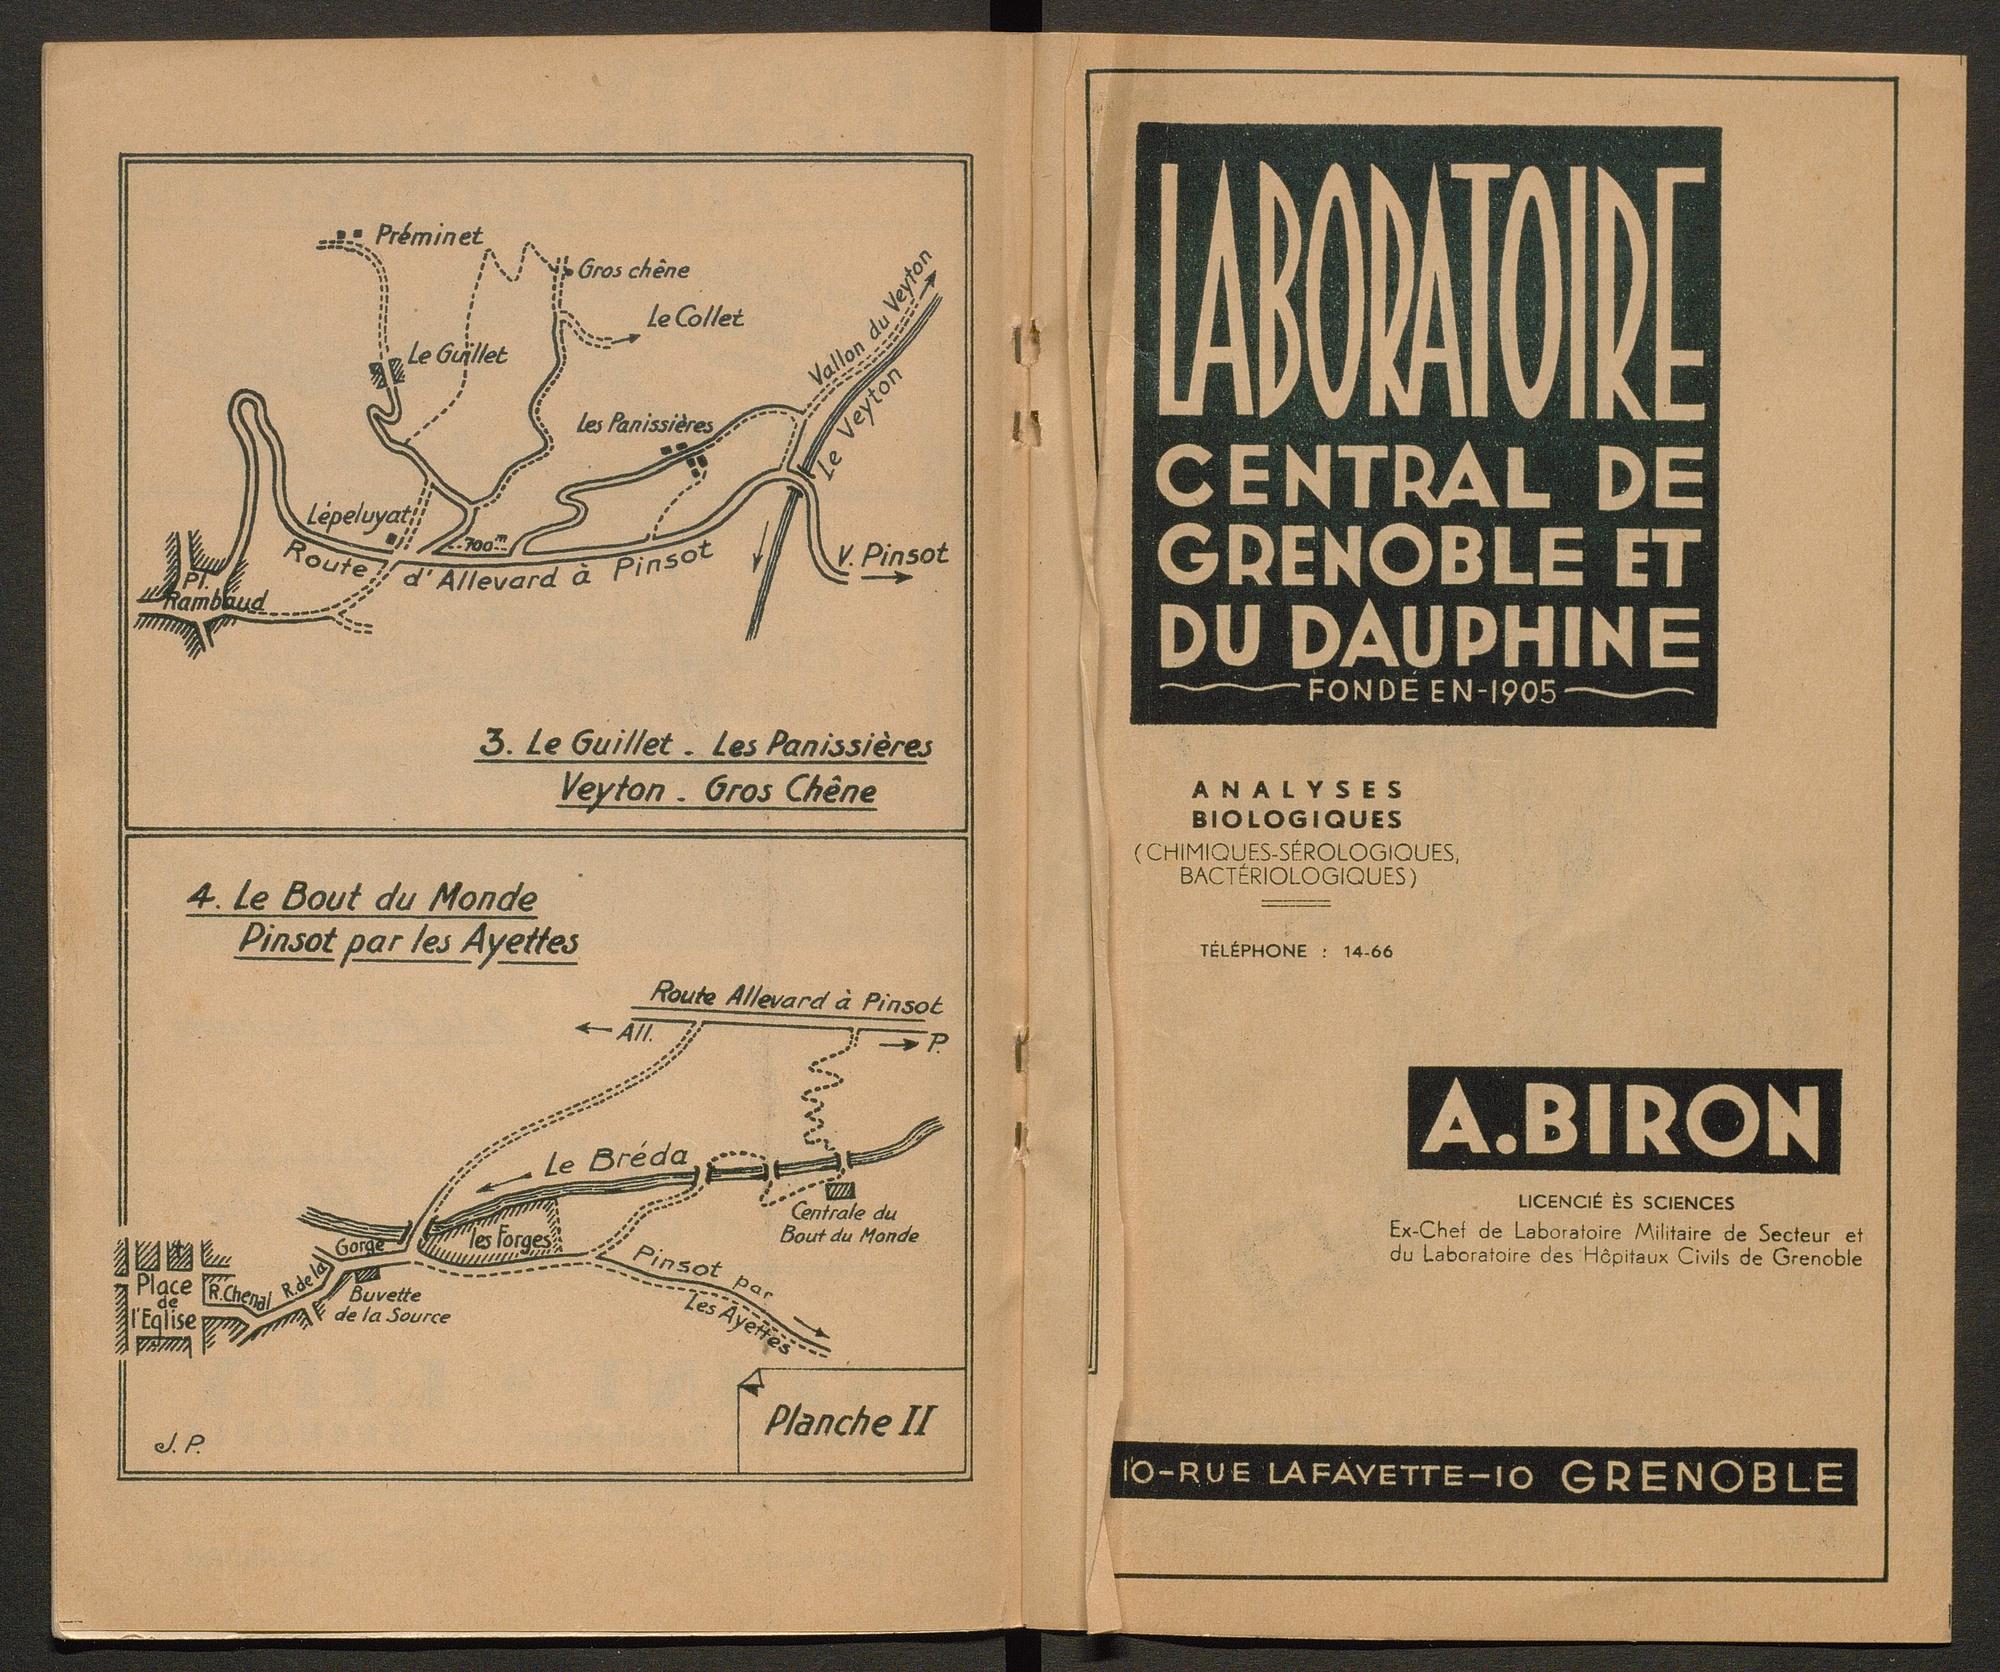 Préminet
Gros chêne
Le Collet
Le Guillet
Vallon du Veyton
Le Veyton
Les Panissières
Lépeluyat
700m
Route d'Allevard à Pinsot
V. Pinsot
Pl.
Rambaud
3. Le Guillet - Les Panissières
Veyton - Gros Chêne
4. Le Bout du Monde
Pinsot par les Ayettes
Route Allevard à Pinsot
All.
P.
Le Bréda
Centrale du
Bout du Monde
les Forges
Gorge
R. de la
R. Chenal
Place
de
l'Eglise
Buvette
de la Source
Pinsot par
Les Ayettes
Planche II
J. P.
LABORATOIRE
CENTRAL DE
GRENOBLE ET
DU DAUPHINE
FONDÉ EN-1905
ANALYSES
BIOLOGIQUES
(CHIMIQUES-SÉROLOGIQUES,
BACTÉRIOLOGIQUES)
TÉLÉPHONE : 14-66
A.BIRON
LICENCIÉ ÈS SCIENCES
Ex-Chef de Laboratoire Militaire de Secteur et
du Laboratoire des Hôpitaux Civils de Grenoble
10-RUE LAFAYETTE-10 GRENOBLE